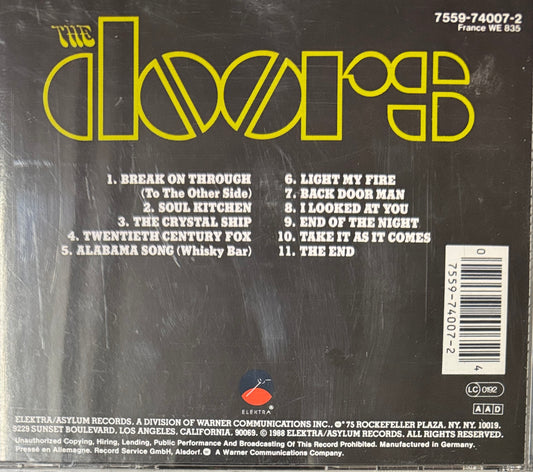 THE
doors
7559-74007-2
France WE 835
1. BREAK ON THROUGH
(To The Other Side)
2. SOUL KITCHEN
3. THE CRYSTAL SHIP
4. TWENTIETH CENTURY FOX
5. ALABAMA SONG (Whisky Bar)
6. LIGHT MY FIRE
7. BACK DOOR MAN
8. I LOOKED AT YOU
9. END OF THE NIGHT
10. TAKE IT AS IT COMES
11. THE END
0
7559-74007-2
4
ELEKTRA
LC 0192
AAD
ELEKTRA/ASYLUM RECORDS. A DIVISION OF WARNER COMMUNICATIONS INC., 75 ROCKEFELLER PLAZA, NY, NY, 10019.
9229 SUNSET BOULEVARD, LOS ANGELES, CALIFORNIA. 90069. © 1988 ELEKTRA/ASYLUM RECORDS. ALL RIGHTS RESERVED.
Unauthorized Copying, Hiring, Lending, Public Performance And Broadcasting Of This Record Prohibited. Manufactured in Germany.
Pressé en Allemagne. Record Service GmbH, Alsdorf. A Warner Communications Company.